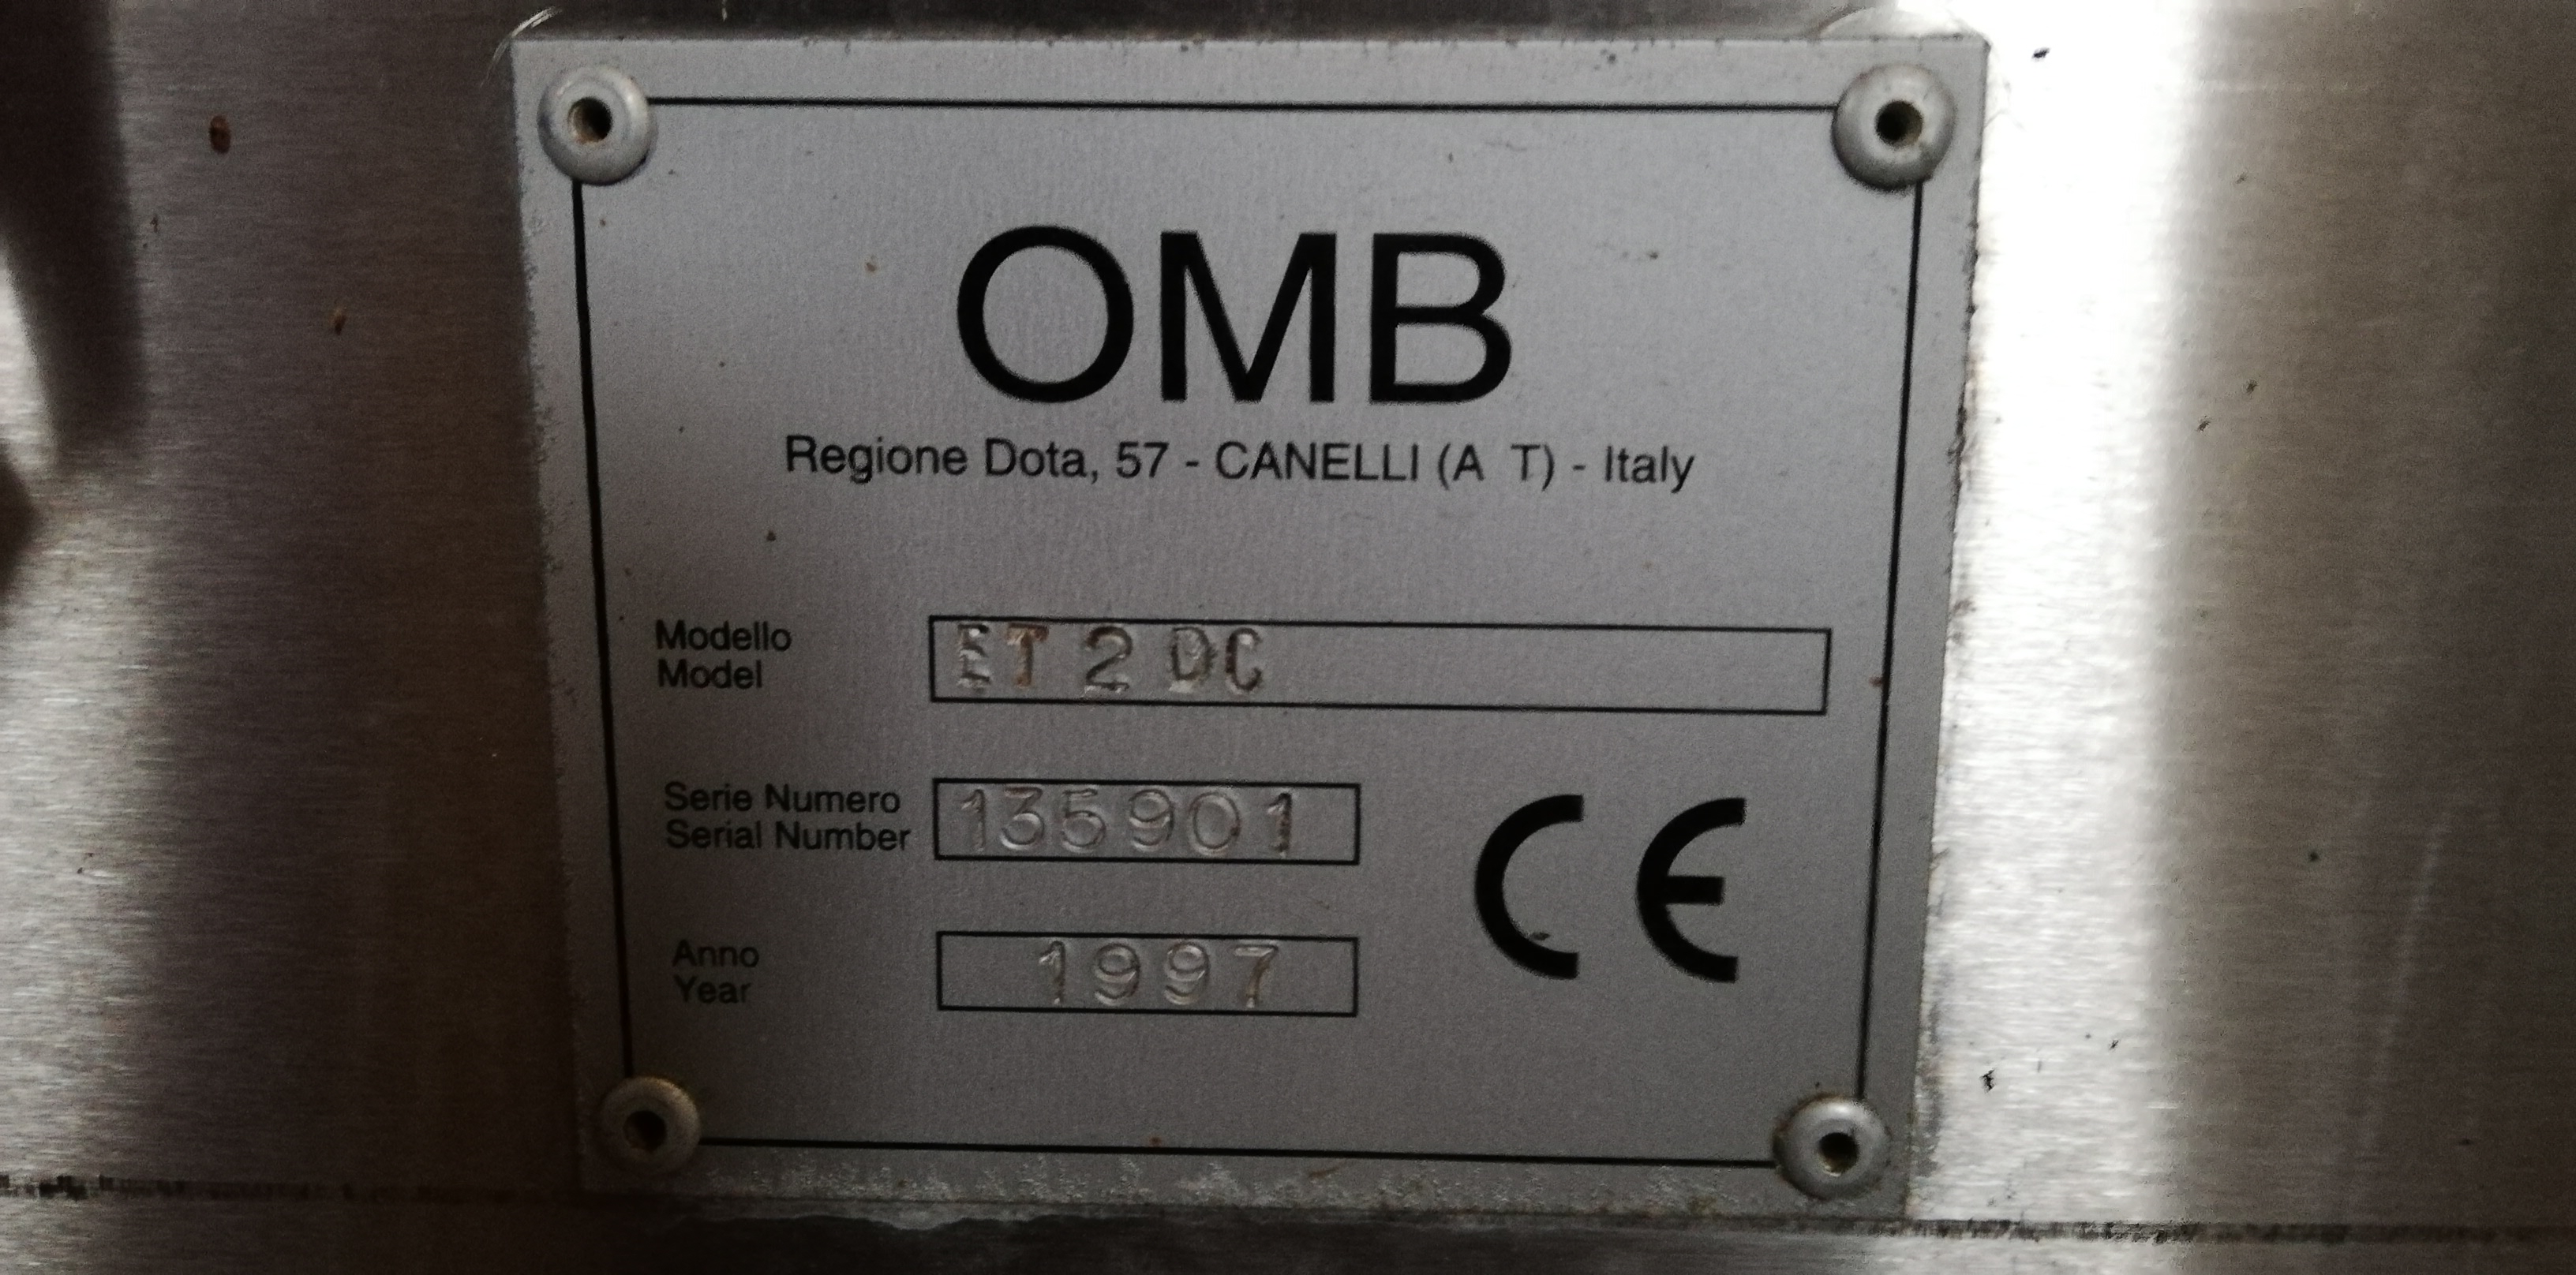 OMB
Regione Dota, 57 - CANELLI (A T) - Italy
Modello
Model
ET 2 DC
Serie Numero
Serial Number
135901
Anno
Year
1997
CE